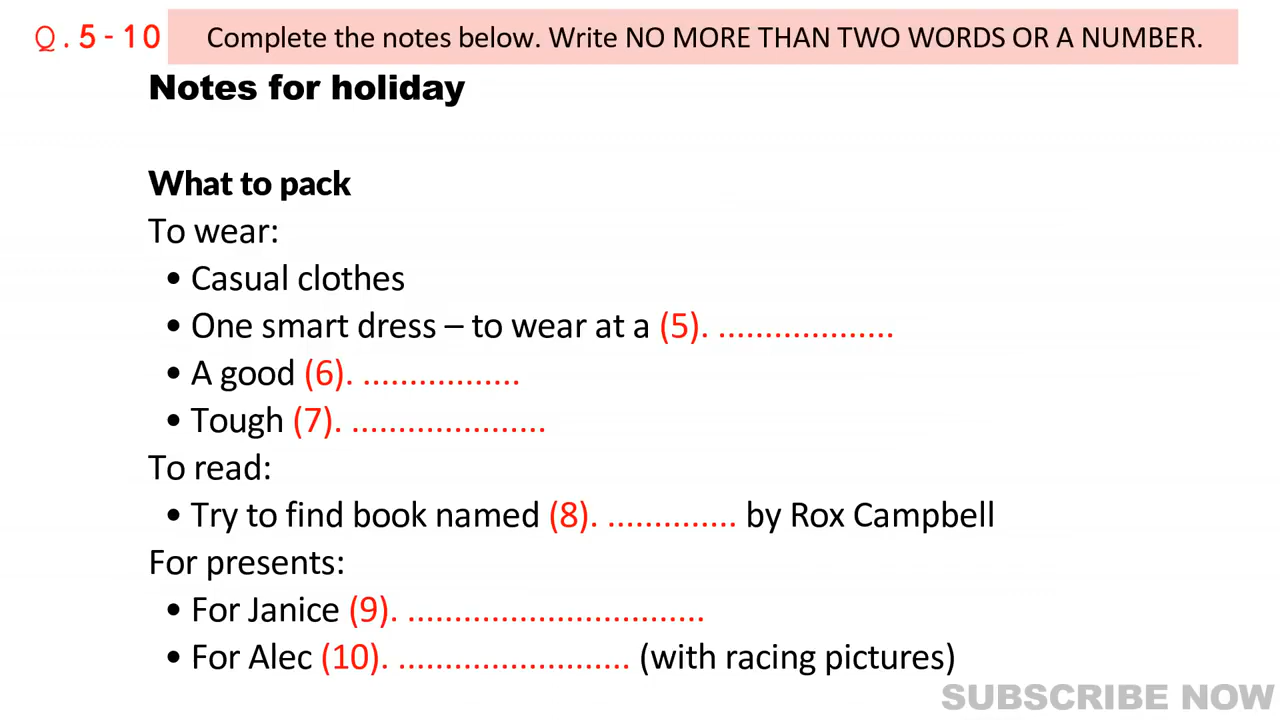 Q.5-10 Complete the notes below. Write NO MORE THAN TWO WORDS OR A NUMBER.
Notes for holiday
What to pack
To wear:
• Casual clothes
• One smart dress – to wear at a (5). ...................
• A good (6). .................
• Tough (7). .....................
To read:
• Try to find book named (8). .............. by Rox Campbell
For presents:
• For Janice (9). ................................
• For Alec (10). ......................... (with racing pictures)
SUBSCRIBE NOW